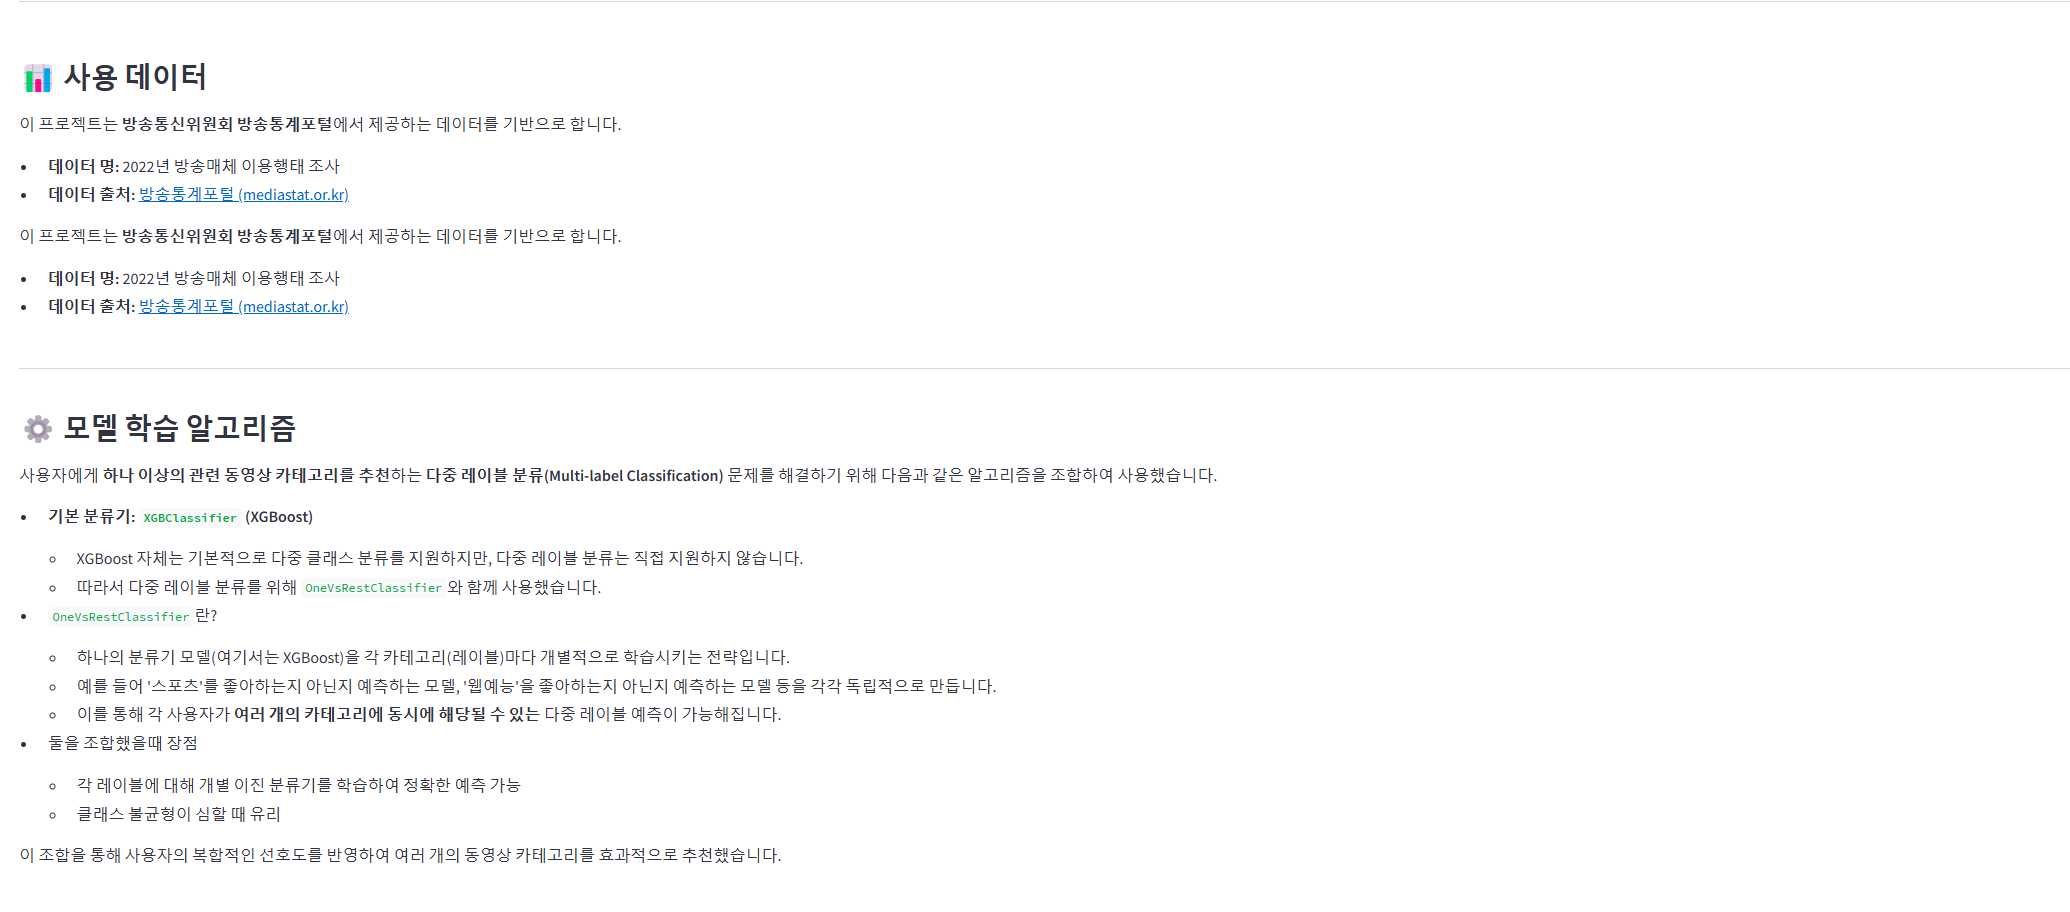 사용 데이터
이 프로젝트는 방송통신위원회 방송통계포털에서 제공하는 데이터를 기반으로 합니다.
데이터 명: 2022년 방송매체 이용행태 조사
데이터 출처: 방송통계포털 (mediastat.or.kr)
이 프로젝트는 방송통신위원회 방송통계포털에서 제공하는 데이터를 기반으로 합니다.
데이터 명: 2022년 방송매체 이용행태 조사
데이터 출처: 방송통계포털 (mediastat.or.kr)
모델 학습 알고리즘
사용자에게 하나 이상의 관련 동영상 카테고리를 추천하는 다중 레이블 분류(Multi-label Classification) 문제를 해결하기 위해 다음과 같은 알고리즘을 조합하여 사용했습니다.
기본 분류기: XGBClassifier (XGBoost)
XGBoost 자체는 기본적으로 다중 클래스 분류를 지원하지만, 다중 레이블 분류는 직접 지원하지 않습니다.
따라서 다중 레이블 분류를 위해 OneVsRestClassifier 와 함께 사용했습니다.
OneVsRestClassifier 란?
하나의 분류기 모델(여기서는 XGBoost)을 각 카테고리(레이블)마다 개별적으로 학습시키는 전략입니다.
예를 들어 '스포츠'를 좋아하는지 아닌지 예측하는 모델, '웹예능'을 좋아하는지 아닌지 예측하는 모델 등을 각각 독립적으로 만듭니다.
이를 통해 각 사용자가 여러 개의 카테고리에 동시에 해당될 수 있는 다중 레이블 예측이 가능해집니다.
둘을 조합했을때 장점
각 레이블에 대해 개별 이진 분류기를 학습하여 정확한 예측 가능
클래스 불균형이 심할 때 유리
이 조합을 통해 사용자의 복합적인 선호도를 반영하여 여러 개의 동영상 카테고리를 효과적으로 추천했습니다.